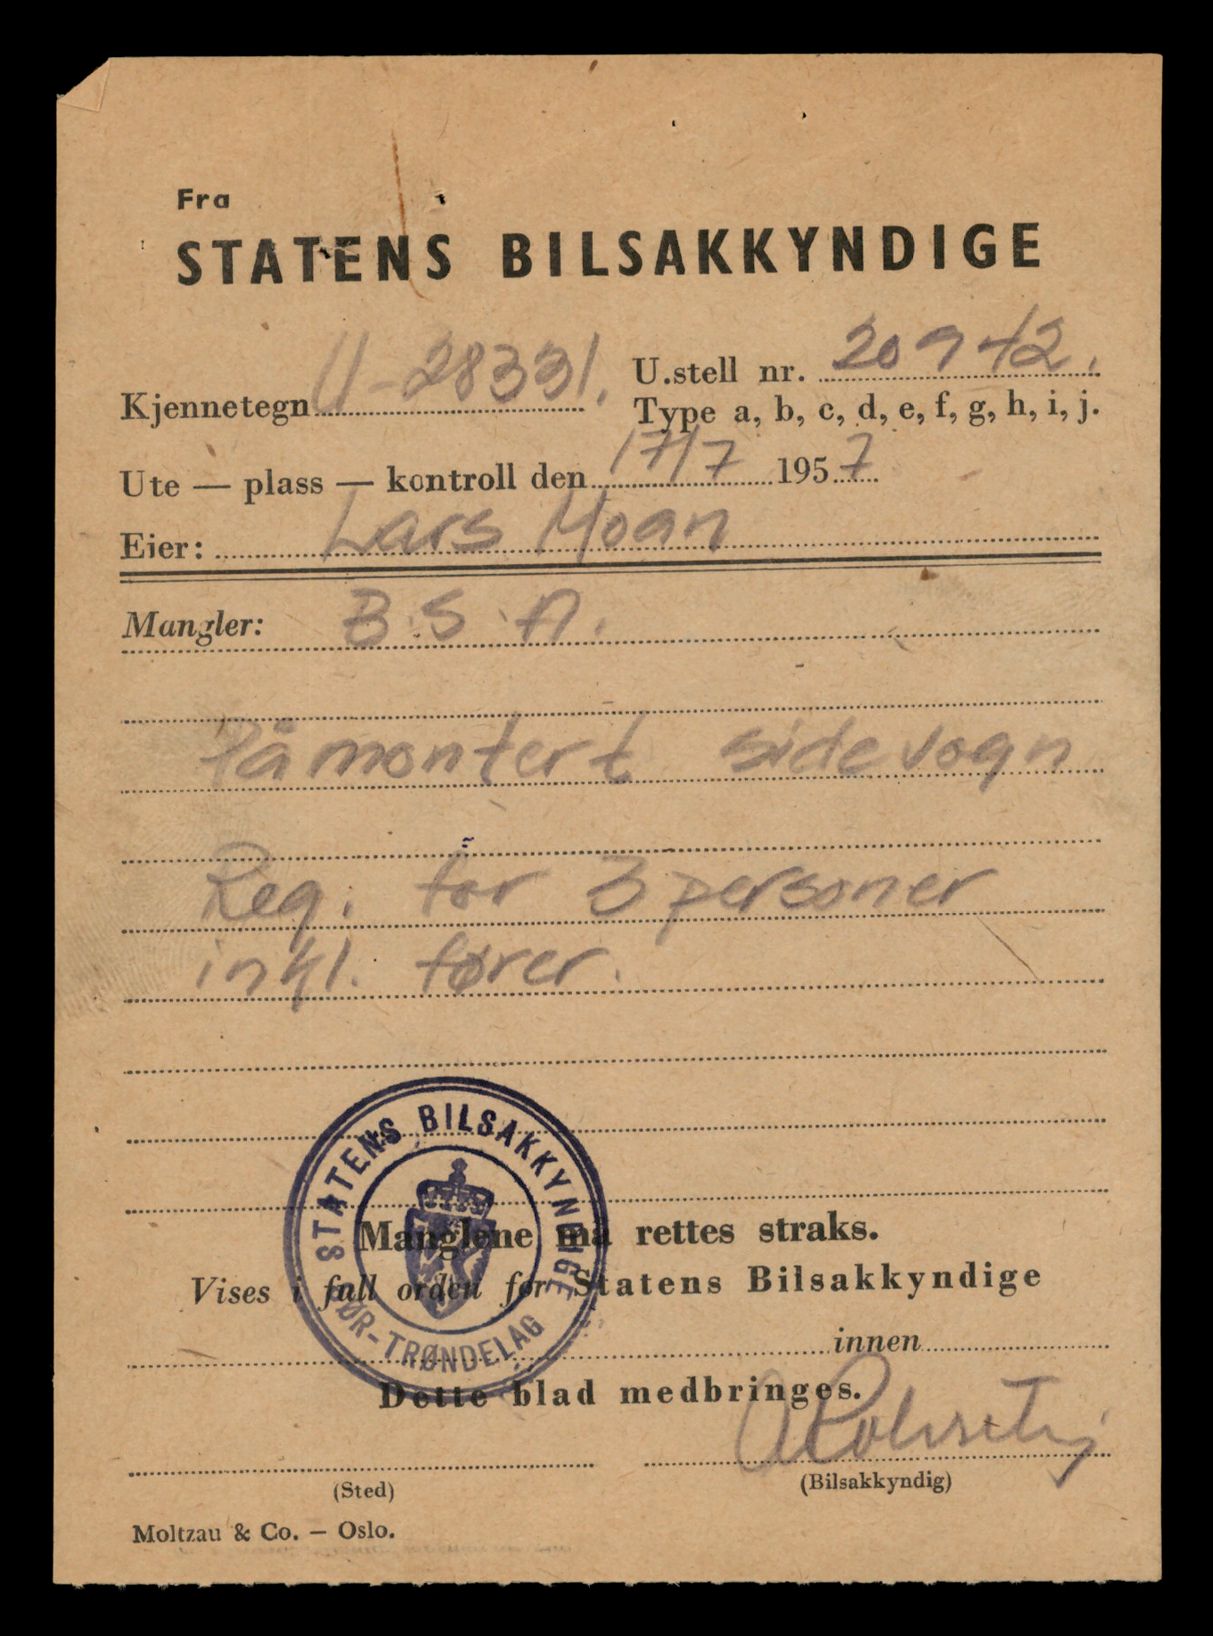 Fra
STATENS BILSAKKYNDIGE
Kjennetegn U-28331.
U.stell nr. 20942.
Type a, b, c, d, e, f, g, h, i, j.
Ute — plass — kontroll den 17/7 1957
Eier: Lars Moan
Mangler: B.S.A.
Påmontert sidevogn
Reg. for 3 personer
inkl. fører.
STATENS BILSAKKYNDIGE
SØR-TRØNDELAG
Manglene må rettes straks.
Vises i full orden for Statens Bilsakkyndige
innen
Dette blad medbringes.
(Sted)
(Bilsakkyndig)
Moltzau & Co. — Oslo.